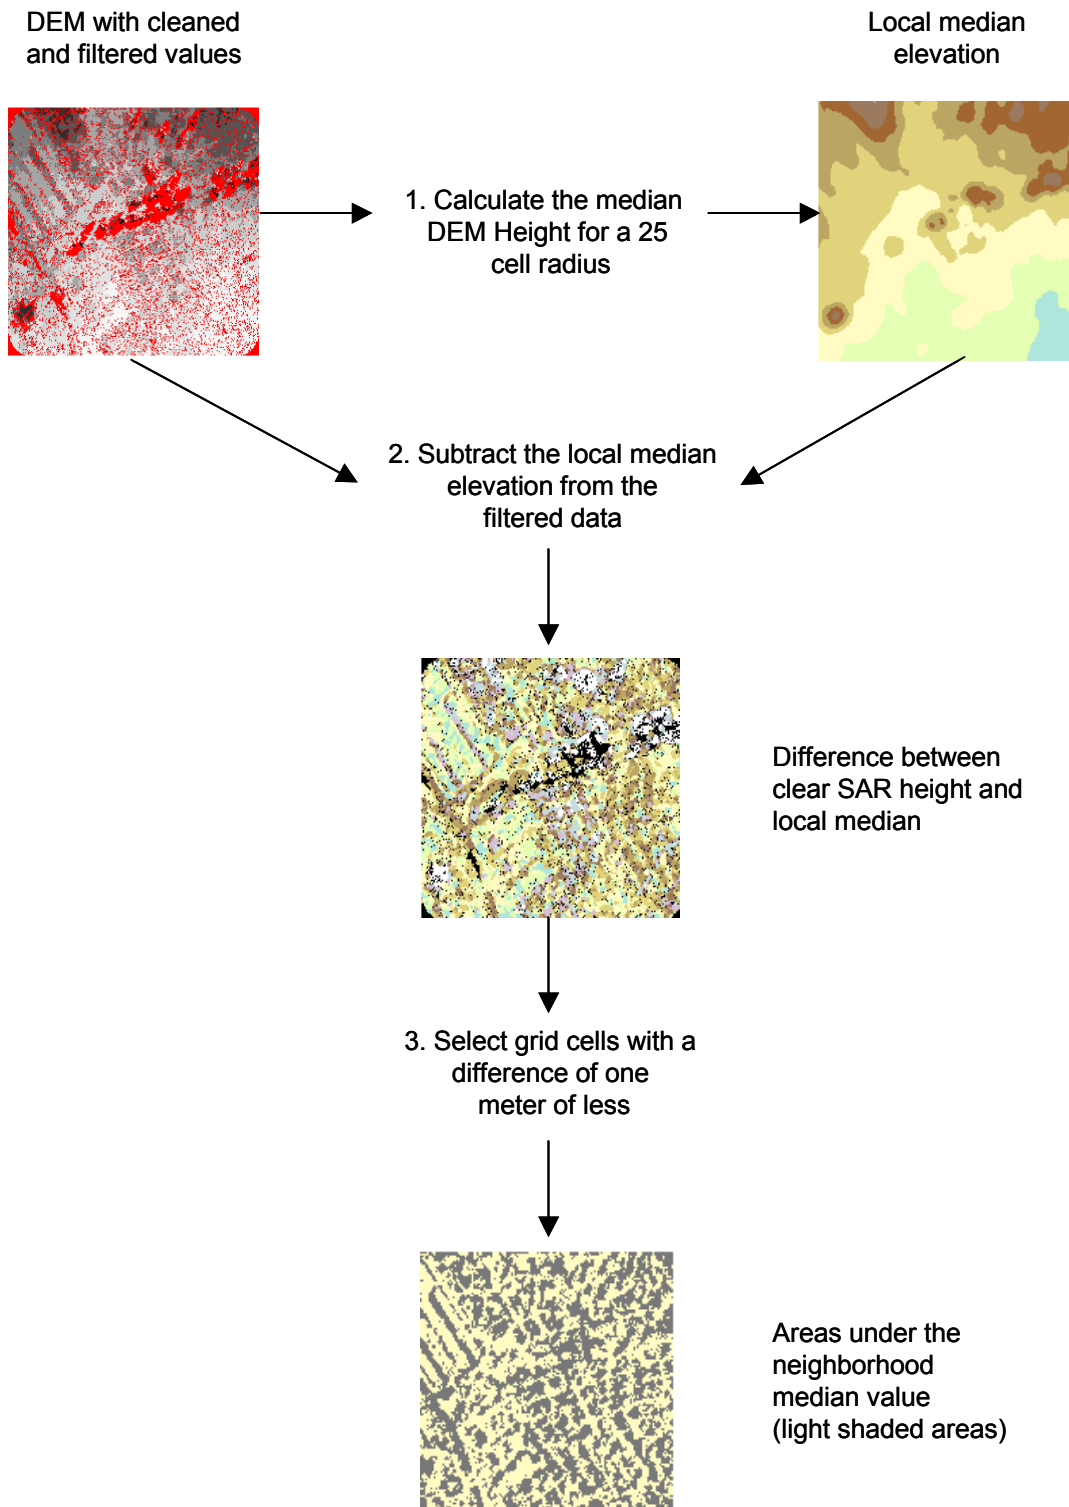 DEM with cleaned
and filtered values
Local median
elevation
1. Calculate the median
DEM Height for a 25
cell radius
2. Subtract the local median
elevation from the
filtered data
Difference between
clear SAR height and
local median
3. Select grid cells with a
difference of one
meter of less
Areas under the
neighborhood
median value
(light shaded areas)